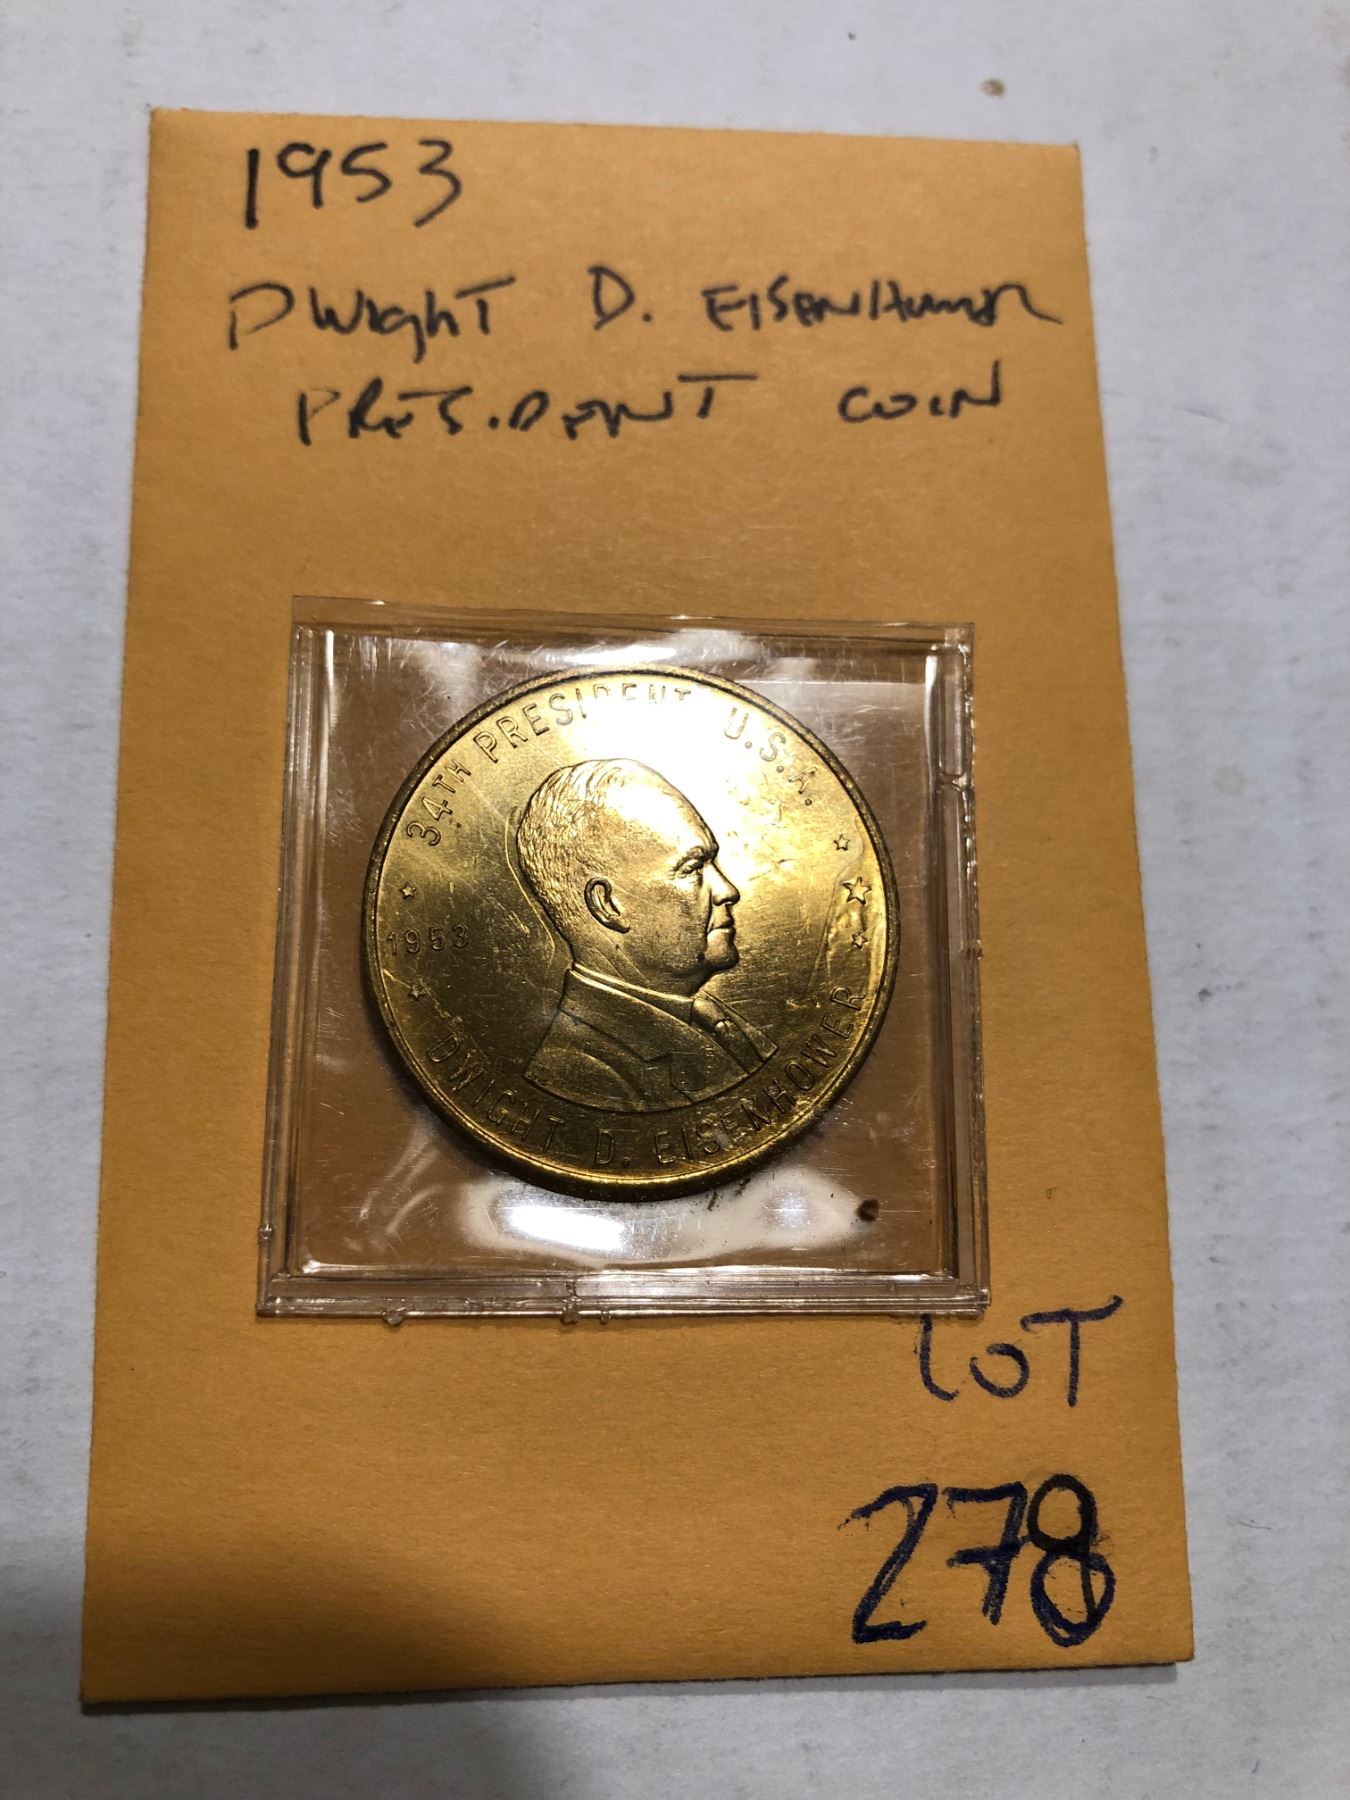 1953
Dwight D. EISENHOWER
PRESIDENT COIN
34TH PRESIDENT U.S.A.
1953
DWIGHT D. EISENHOWER
LOT
278